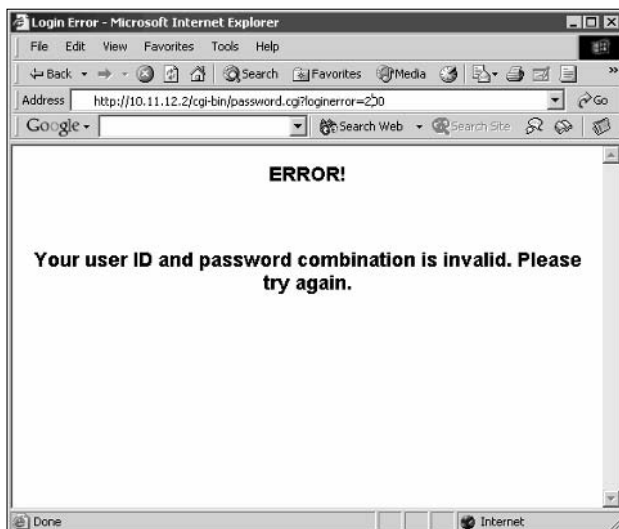 Login Error - Microsoft Internet Explorer
File Edit View Favorites Tools Help
Back Search Favorites Media »
Address http://10.11.12.2/cgi-bin/password.cgi?loginerror=200 Go
Google Search Web Search Site
ERROR!
Your user ID and password combination is invalid. Please
try again.
Done Internet